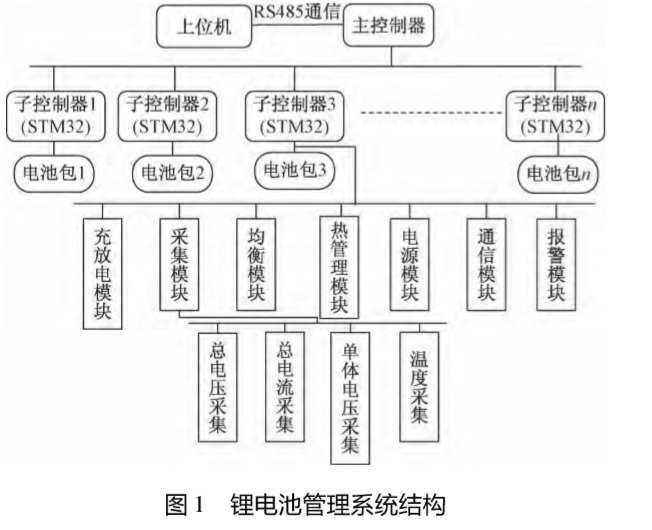 RS485通信
上位机
主控制器
子控制器1
(STM32)
子控制器2
(STM32)
子控制器3
(STM32)
子控制器n
(STM32)
电池包1
电池包2
电池包3
电池包n
充放电模块
采集模块
均衡模块
热管理模块
电源模块
通信模块
报警模块
总电压采集
总电流采集
单体电压采集
温度采集
图 1 锂电池管理系统结构